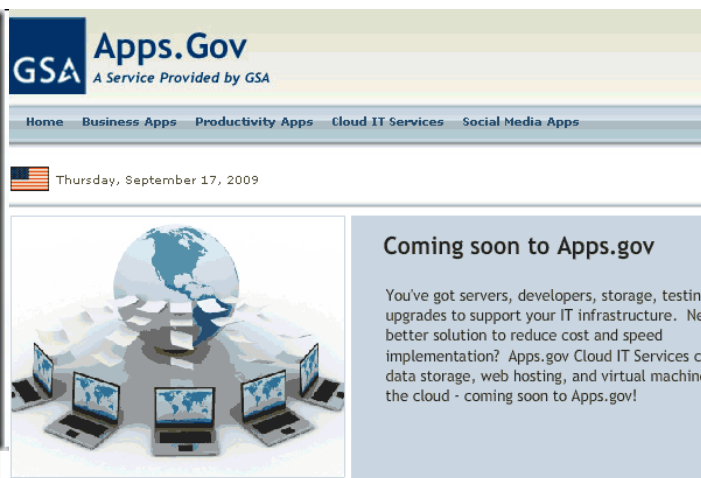 GSA
Apps.Gov
A Service Provided by GSA
Home Business Apps Productivity Apps Cloud IT Services Social Media Apps
Thursday, September 17, 2009
Coming soon to Apps.gov
You've got servers, developers, storage, testin
upgrades to support your IT infrastructure. Ne
better solution to reduce cost and speed
implementation? Apps.gov Cloud IT Services c
data storage, web hosting, and virtual machin
the cloud - coming soon to Apps.gov!